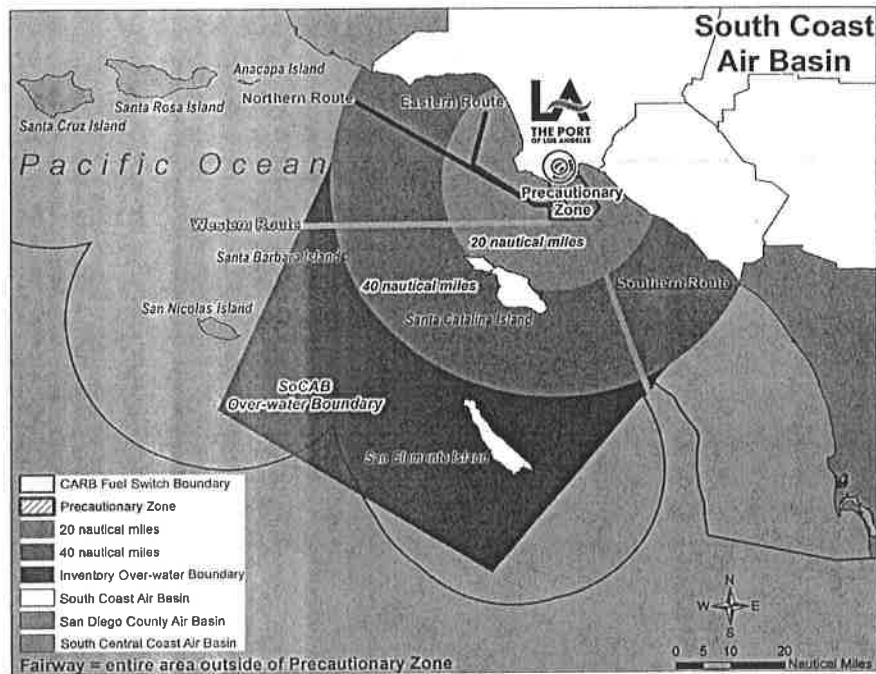 South Coast
Air Basin
Anacapa Island
Santa Rosa Island
Santa Cruz Island
Northern Route
Eastern Route
LA
THE PORT
OF LOS ANGELES
Pacific Ocean
Precautionary
Zone
Western Route
20 nautical miles
Santa Barbara Island
40 nautical miles
Southern Route
San Nicolas Island
Santa Catalina Island
SoCAB
Over-water Boundary
San Clemente Island
CARB Fuel Switch Boundary
Precautionary Zone
20 nautical miles
40 nautical miles
Inventory Over-water Boundary
South Coast Air Basin
San Diego County Air Basin
South Central Coast Air Basin
N
W E
S
0 5 10 20
Nautical Miles
Fairway = entire area outside of Precautionary Zone